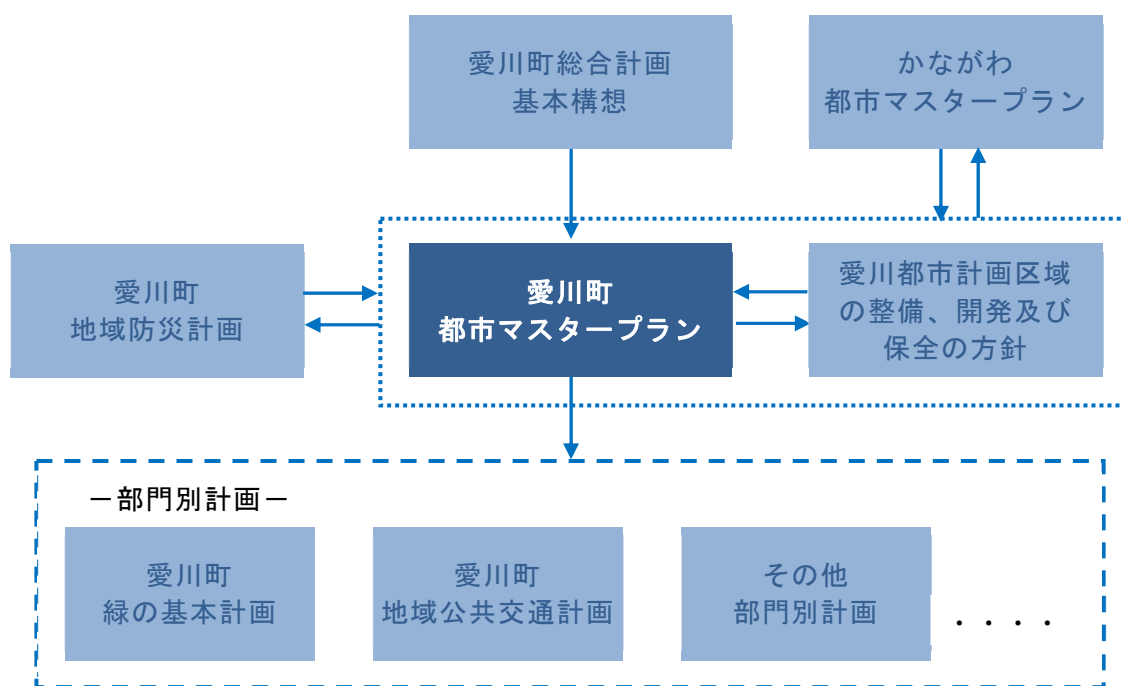 愛川町総合計画
基本構想
かながわ
都市マスタープラン
愛川町
地域防災計画
愛川町
都市マスタープラン
愛川都市計画区域
の整備、開発及び
保全の方針
－部門別計画－
愛川町
緑の基本計画
愛川町
地域公共交通計画
その他
部門別計画
．．．．